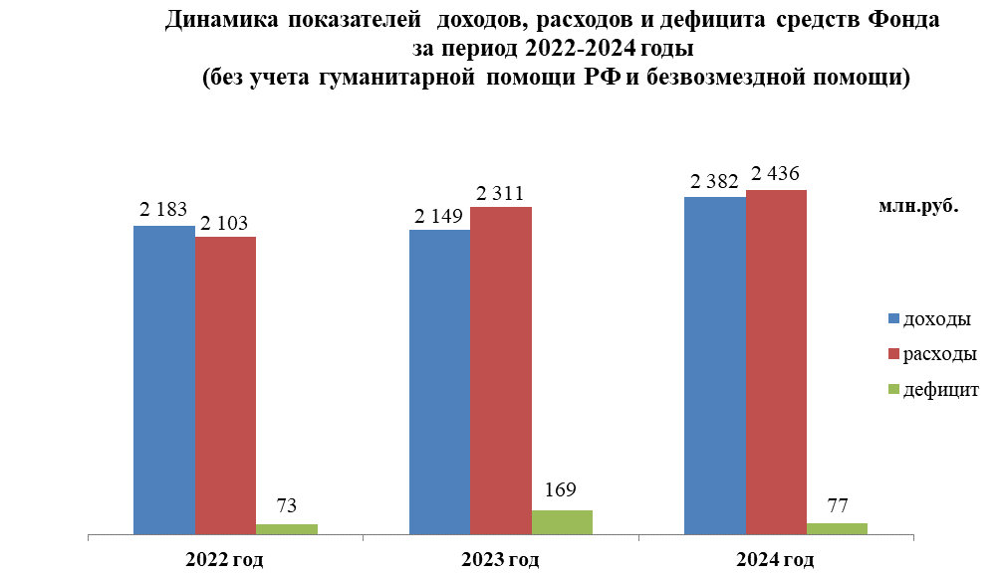 Динамика показателей доходов, расходов и дефицита средств Фонда
за период 2022-2024 годы
(без учета гуманитарной помощи РФ и безвозмездной помощи)
2 183
2 103
73
2 149
2 311
169
2 382
2 436
77
млн.руб.
доходы
расходы
дефицит
2022 год
2023 год
2024 год